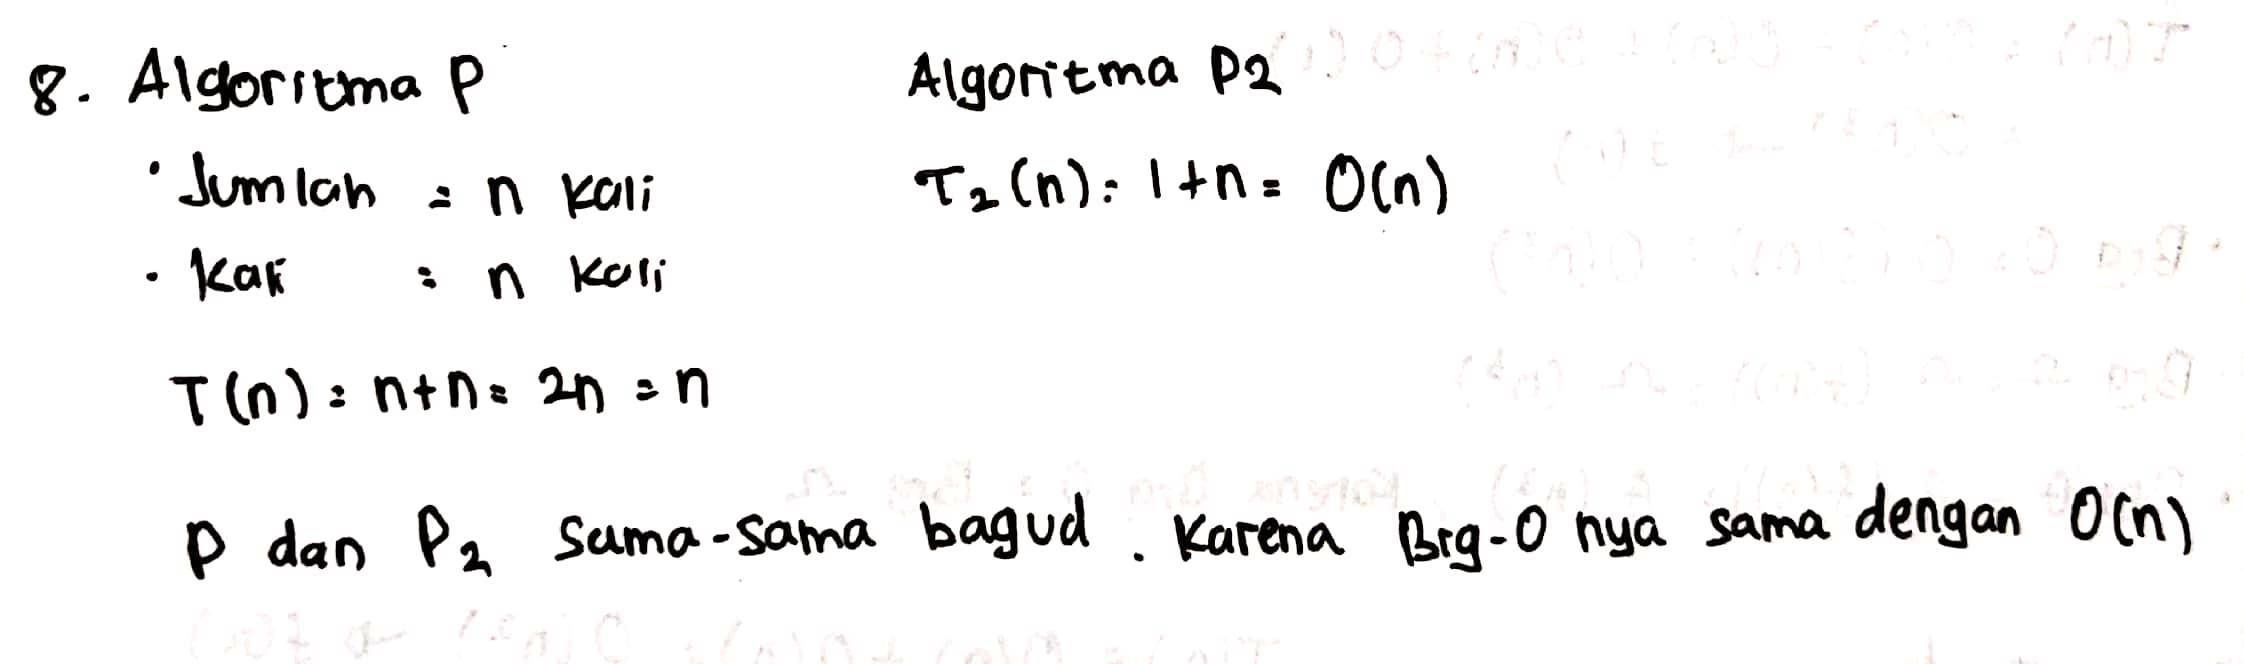 8. Algoritma P
Algoritma P2
• Jumlah = n kali
T₂(n) = 1+n = O(n)
• Kali = n kali
T(n) = n+n = 2n = n
P dan P₂ sama-sama bagud. Karena Big-O nya sama dengan O(n)